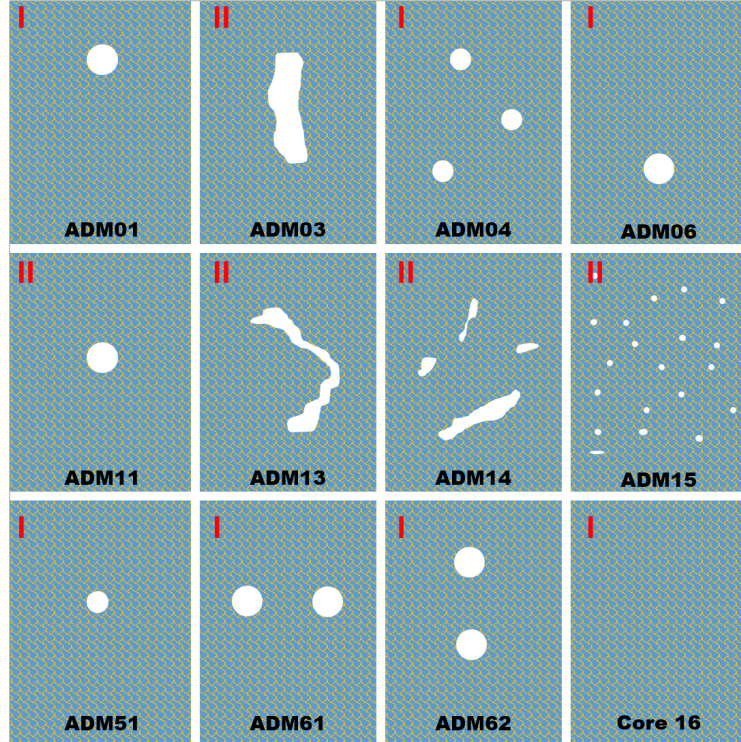 I II I I
ADM01 ADM03 ADM04 ADM06
II II II II
ADM11 ADM13 ADM14 ADM15
I I I I
ADM51 ADM61 ADM62 Core 16